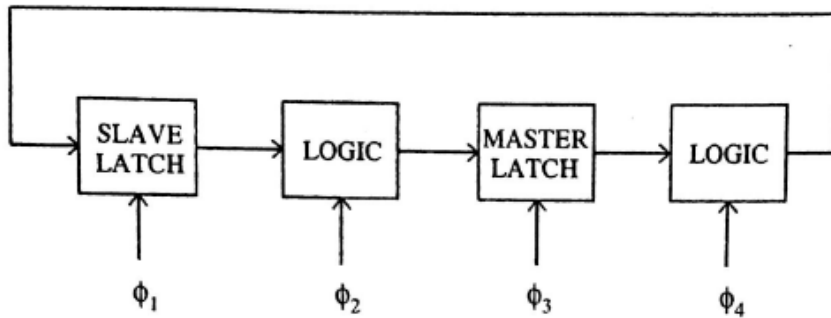 SLAVE
LATCH
LOGIC
MASTER
LATCH
LOGIC
ϕ1
ϕ2
ϕ3
ϕ4